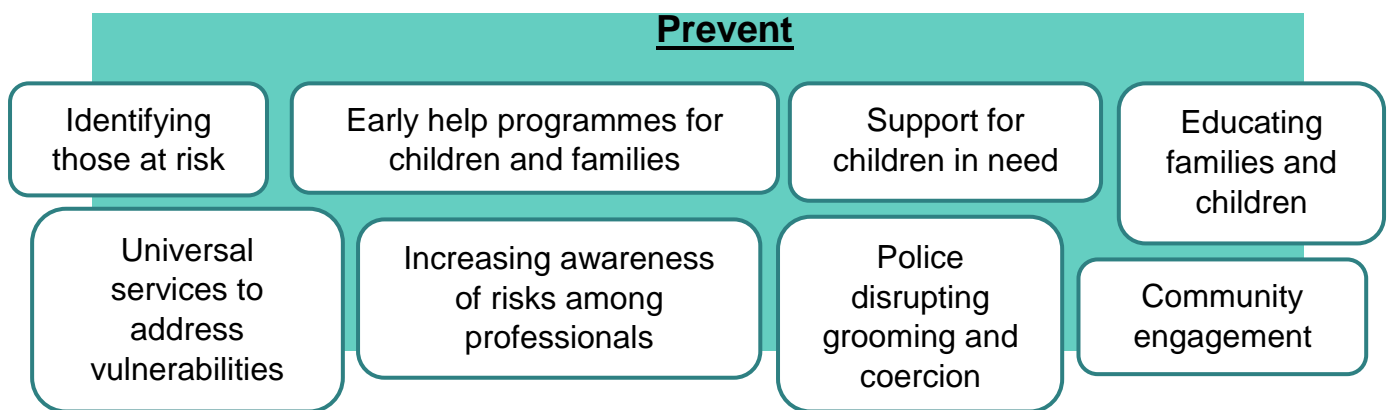 Prevent
Identifying
those at risk
Early help programmes for
children and families
Support for
children in need
Educating
families and
children
Universal
services to
address
vulnerabilities
Increasing awareness
of risks among
professionals
Police
disrupting
grooming and
coercion
Community
engagement